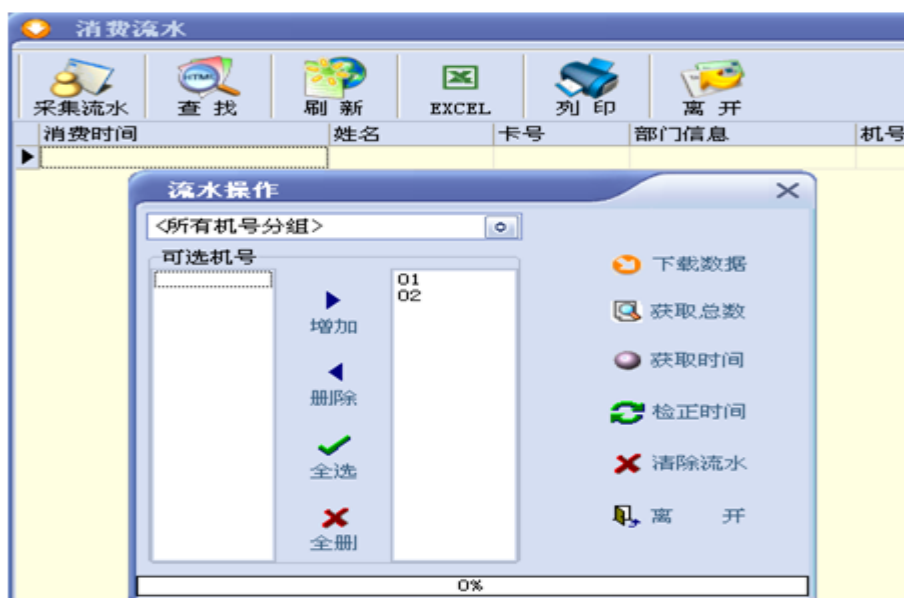 消费流水
采集流水 查 找 刷 新 EXCEL 列 印 离 开
消费时间 姓名 卡号 部门信息 机号
流水操作
<所有机号分组>
可选机号
01
02
增加
删除
全选
全删
下载数据
获取总数
获取时间
检正时间
清除流水
离 开
0%